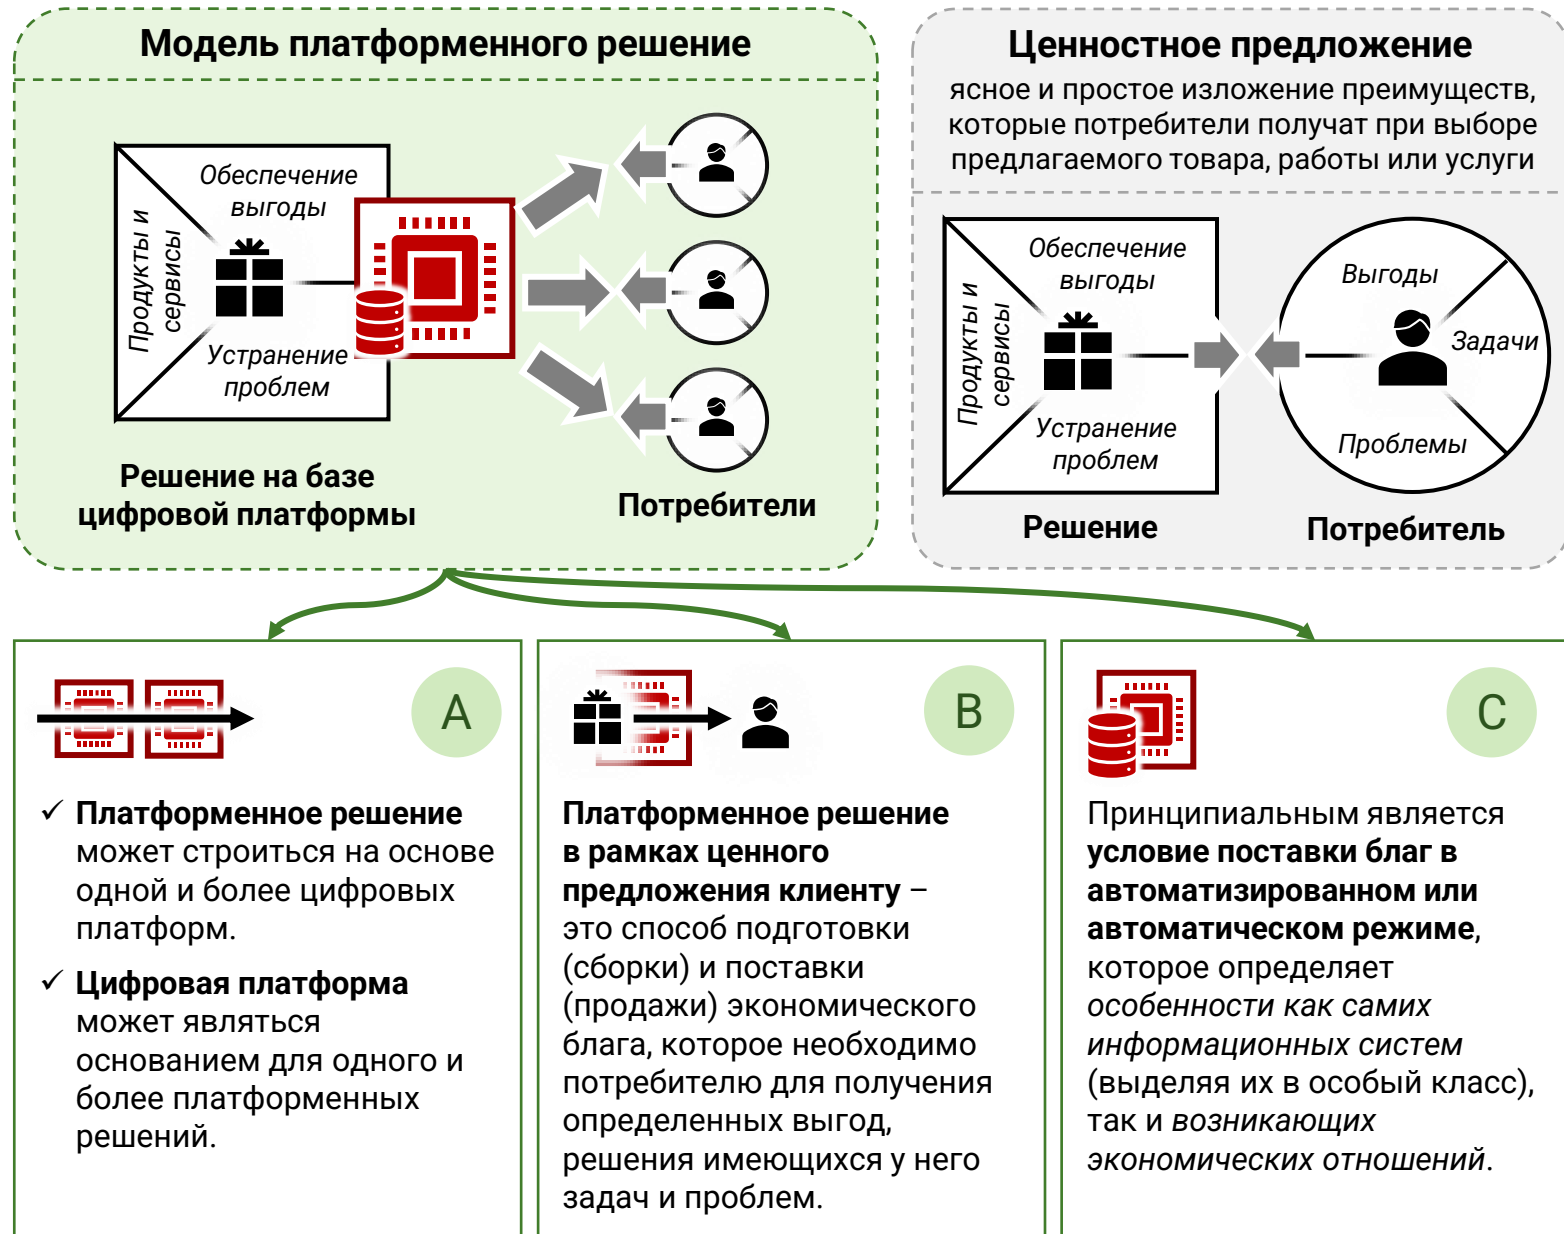 Модель платформенного решение
Обеспечение
выгоды
Продукты и
сервисы
Устранение
проблем
Решение на базе
цифровой платформы
Потребители
Ценностное предложение
ясное и простое изложение преимуществ,
которые потребители получат при выборе
предлагаемого товара, работы или услуги
Обеспечение
выгоды
Продукты и
сервисы
Устранение
проблем
Выгоды
Задачи
Проблемы
Решение
Потребитель
A
✓ Платформенное решение
может строиться на основе
одной и более цифровых
платформ.
✓ Цифровая платформа
может являться
основанием для одного и
более платформенных
решений.
B
Платформенное решение
в рамках ценного
предложения клиенту –
это способ подготовки
(сборки) и поставки
(продажи) экономического
блага, которое необходимо
потребителю для получения
определенных выгод,
решения имеющихся у него
задач и проблем.
C
Принципиальным является
условие поставки благ в
автоматизированном или
автоматическом режиме,
которое определяет
особенности как самих
информационных систем
(выделяя их в особый класс),
так и возникающих
экономических отношений.